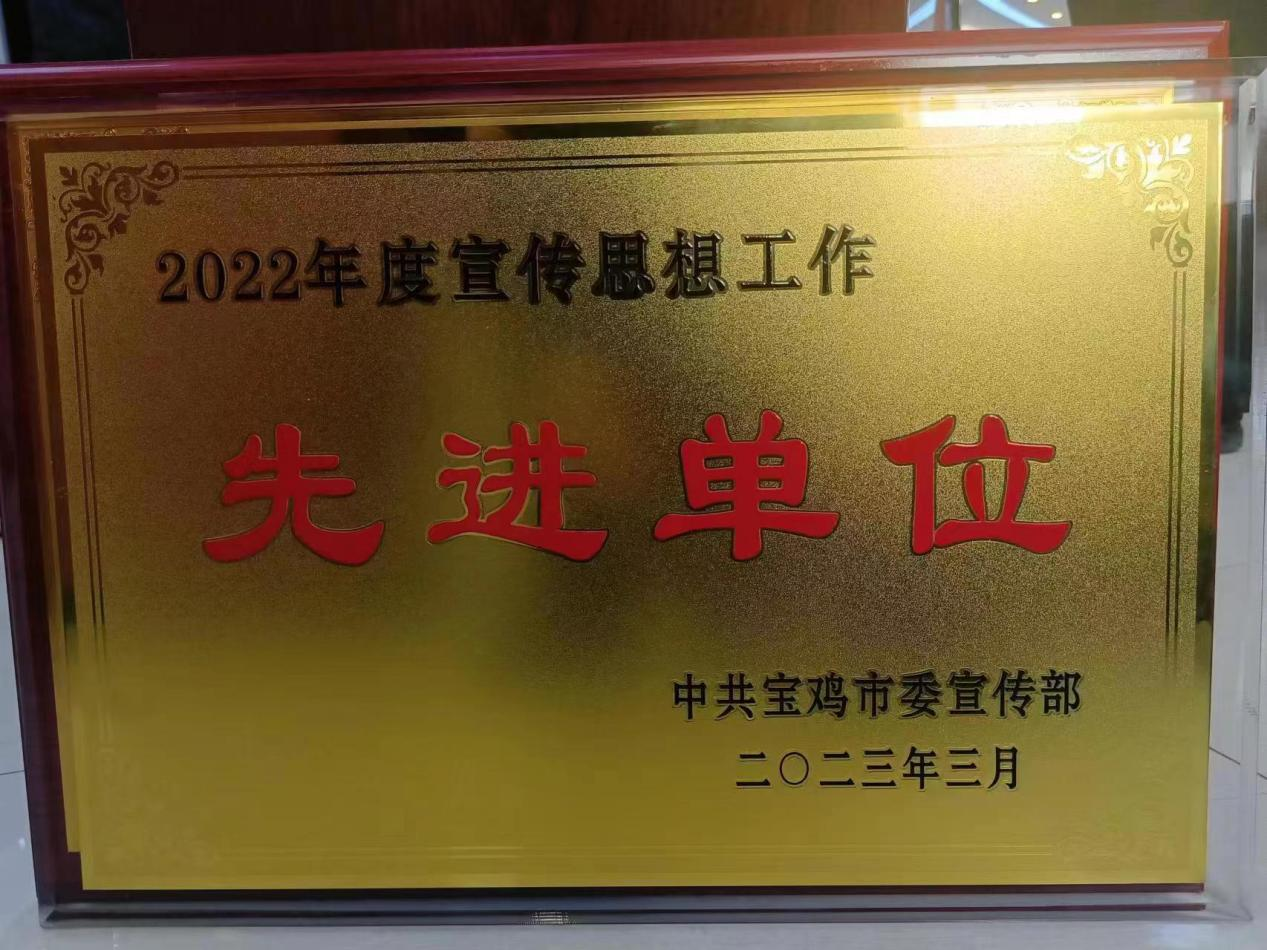 2022年度宣传思想工作
先进单位
中共宝鸡市委宣传部
二〇二三年三月